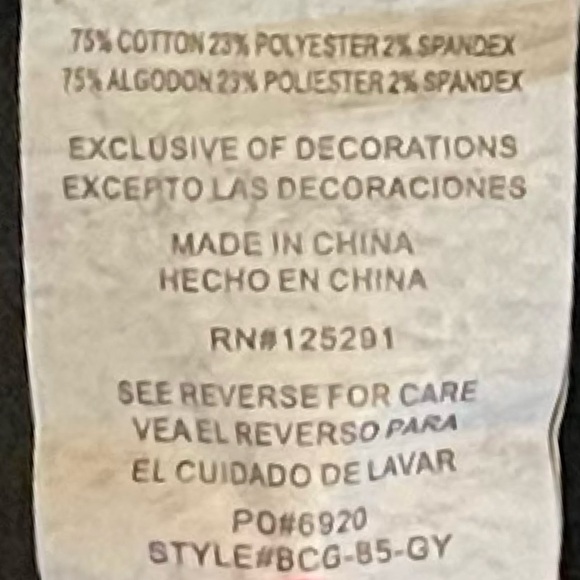 75% COTTON 23% POLYESTER 2% SPANDEX
75% ALGODON 23% POLIESTER 2% SPANDEX
EXCLUSIVE OF DECORATIONS
EXCEPTO LAS DECORACIONES
MADE IN CHINA
HECHO EN CHINA
RN#125291
SEE REVERSE FOR CARE
VEA EL REVERSO PARA
EL CUIDADO DE LAVAR
PO#6920
STYLE#BCG-85-GY